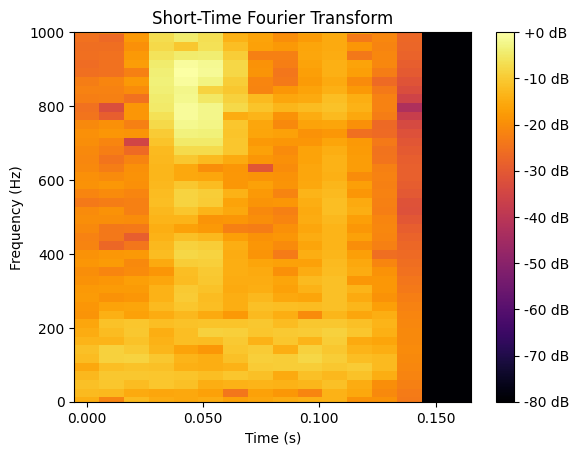 Short-Time Fourier Transform
1000
800
600
400
200
0
Frequency (Hz)
0.000
0.050
0.100
0.150
Time (s)
+0 dB
-10 dB
-20 dB
-30 dB
-40 dB
-50 dB
-60 dB
-70 dB
-80 dB